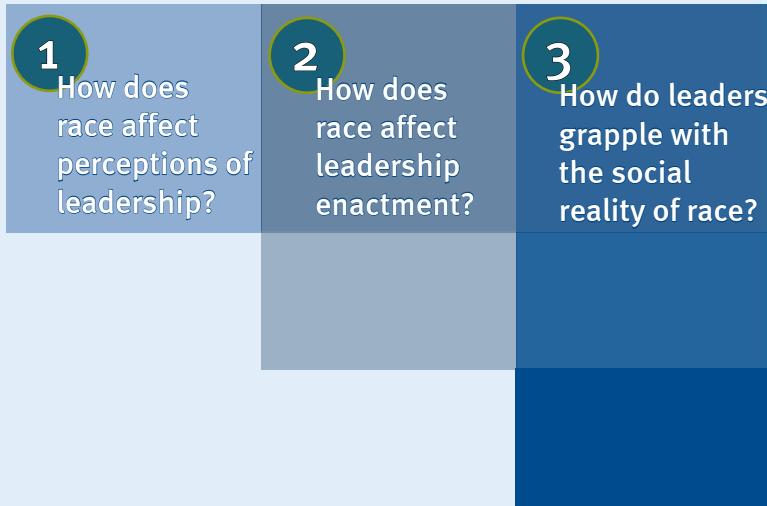 1
How does
race affect
perceptions of
leadership?
2
How does
race affect
leadership
enactment?
3
How do leaders
grapple with
the social
reality of race?